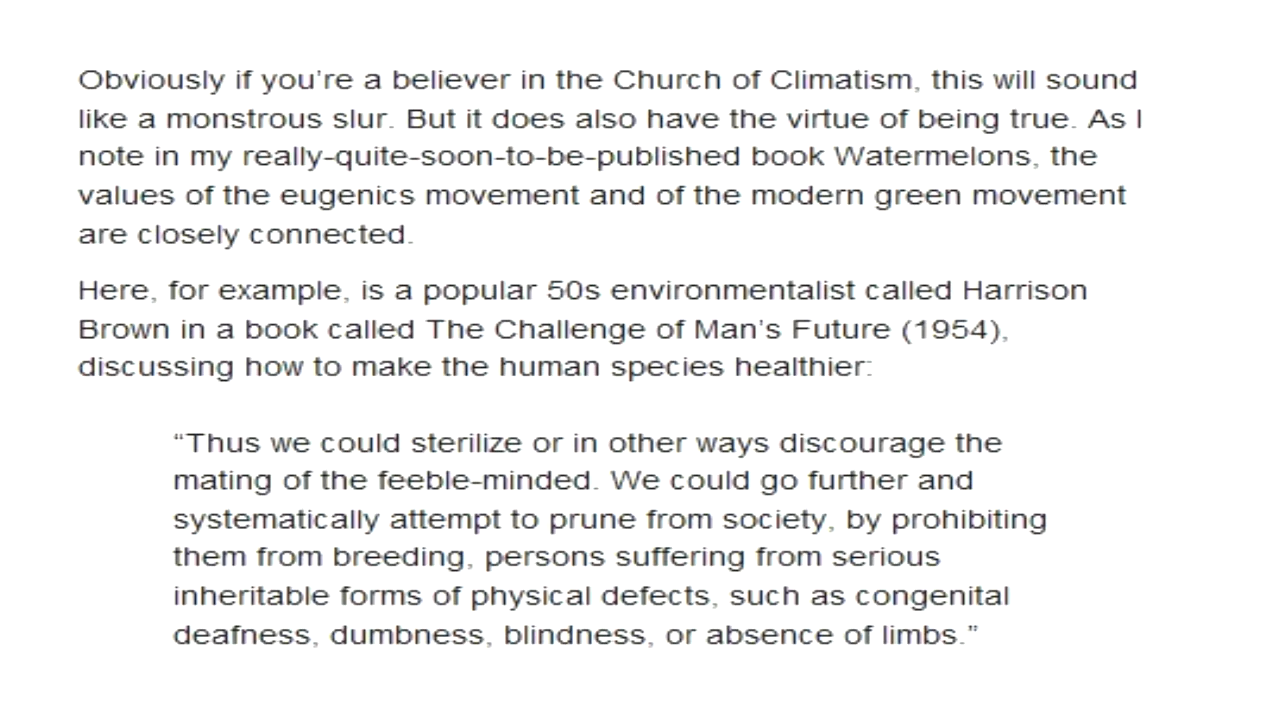 Obviously if you're a believer in the Church of Climatism, this will sound
like a monstrous slur. But it does also have the virtue of being true. As I
note in my really-quite-soon-to-be-published book Watermelons, the
values of the eugenics movement and of the modern green movement
are closely connected.
Here, for example, is a popular 50s environmentalist called Harrison
Brown in a book called The Challenge of Man's Future (1954),
discussing how to make the human species healthier:
“Thus we could sterilize or in other ways discourage the
mating of the feeble-minded. We could go further and
systematically attempt to prune from society, by prohibiting
them from breeding, persons suffering from serious
inheritable forms of physical defects, such as congenital
deafness, dumbness, blindness, or absence of limbs.”